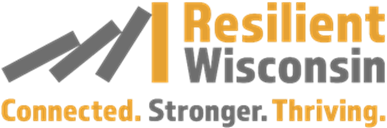 Resilient
Wisconsin
Connected. Stronger. Thriving.